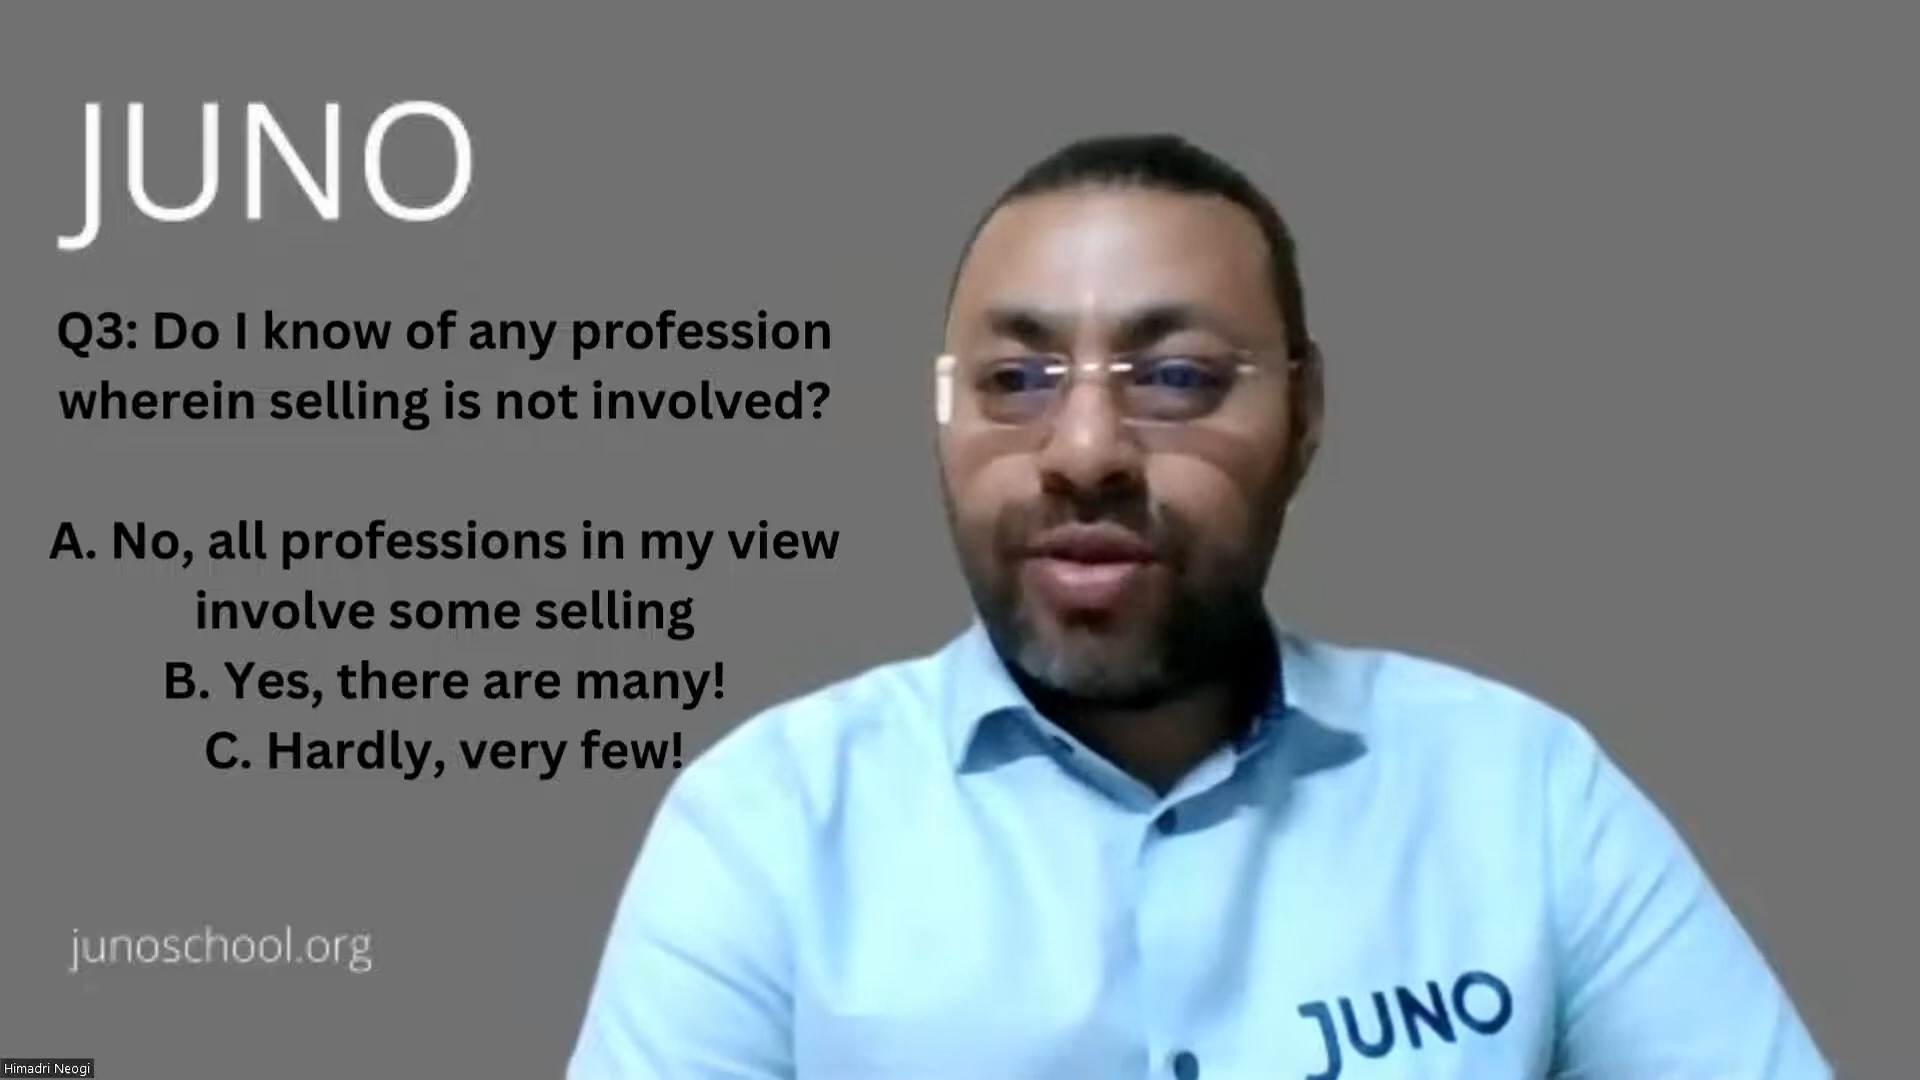 JUNO
Q3: Do I know of any profession
wherein selling is not involved?
A. No, all professions in my view
involve some selling
B. Yes, there are many!
C. Hardly, very few!
junoschool.org
JUNO
Himadri Neogi